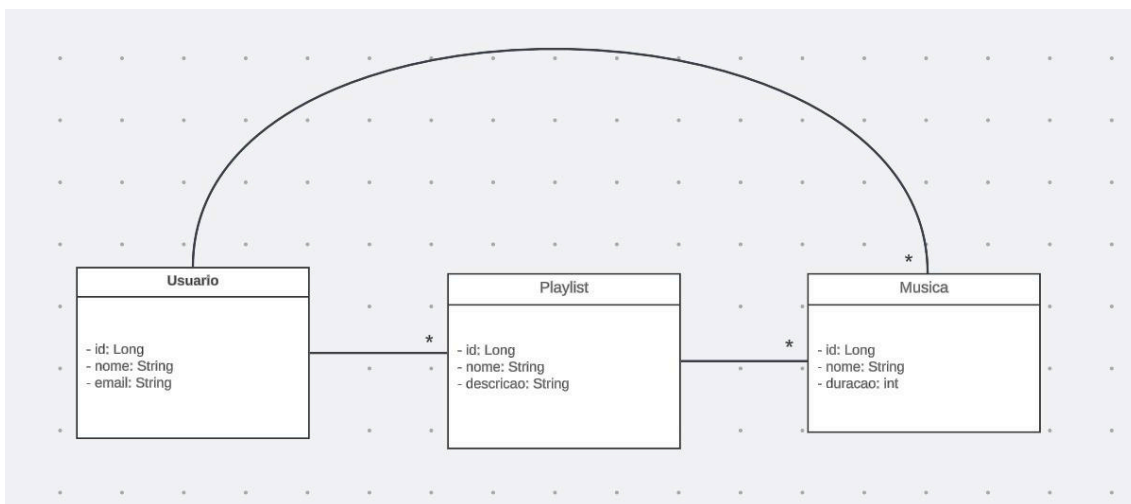 *
Usuario
- id: Long
- nome: String
- email: String
*
Playlist
- id: Long
- nome: String
- descricao: String
*
Musica
- id: Long
- nome: String
- duracao: int